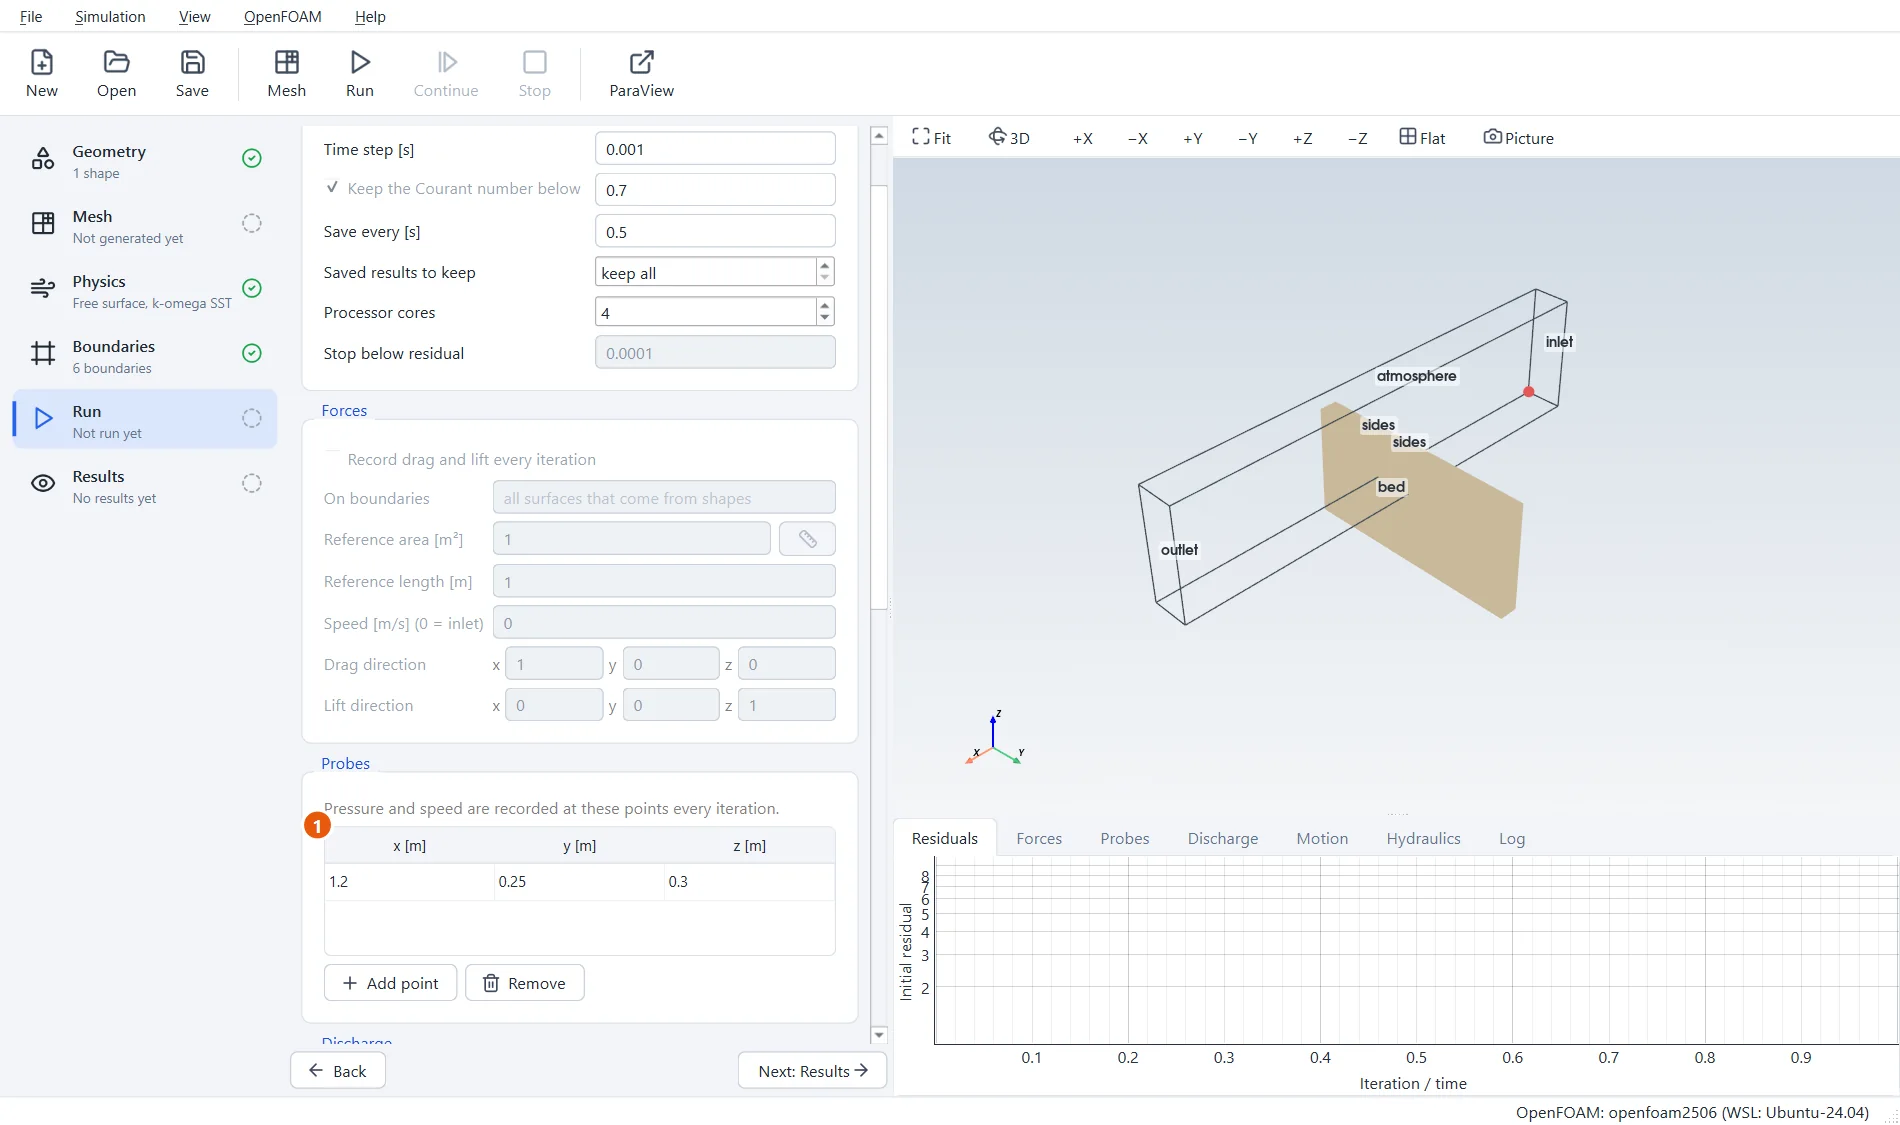 File Simulation View OpenFOAM Help
New Open Save Mesh Run Continue Stop ParaView
Geometry
1 shape
Mesh
Not generated yet
Physics
Free surface, k-omega SST
Boundaries
6 boundaries
Run
Not run yet
Results
No results yet
Time step [s] 0.001
Keep the Courant number below 0.7
Save every [s] 0.5
Saved results to keep keep all
Processor cores 4
Stop below residual 0.0001
Forces
Record drag and lift every iteration
On boundaries all surfaces that come from shapes
Reference area [m²] 1
Reference length [m] 1
Speed [m/s] (0 = inlet) 0
Drag direction x 1 y 0 z 0
Lift direction x 0 y 0 z 1
Probes
Pressure and speed are recorded at these points every iteration.
1
x [m] y [m] z [m]
1.2 0.25 0.3
Add point Remove
Discharge
Back Next: Results
Fit 3D +X −X +Y −Y +Z −Z Flat Picture
inlet
atmosphere
sides
sides
bed
outlet
z
x Y
Residuals Forces Probes Discharge Motion Hydraulics Log
8
7
6
5
4
3
2
Initial residual
0.1 0.2 0.3 0.4 0.5 0.6 0.7 0.8 0.9
Iteration / time
OpenFOAM: openfoam2506 (WSL: Ubuntu-24.04)